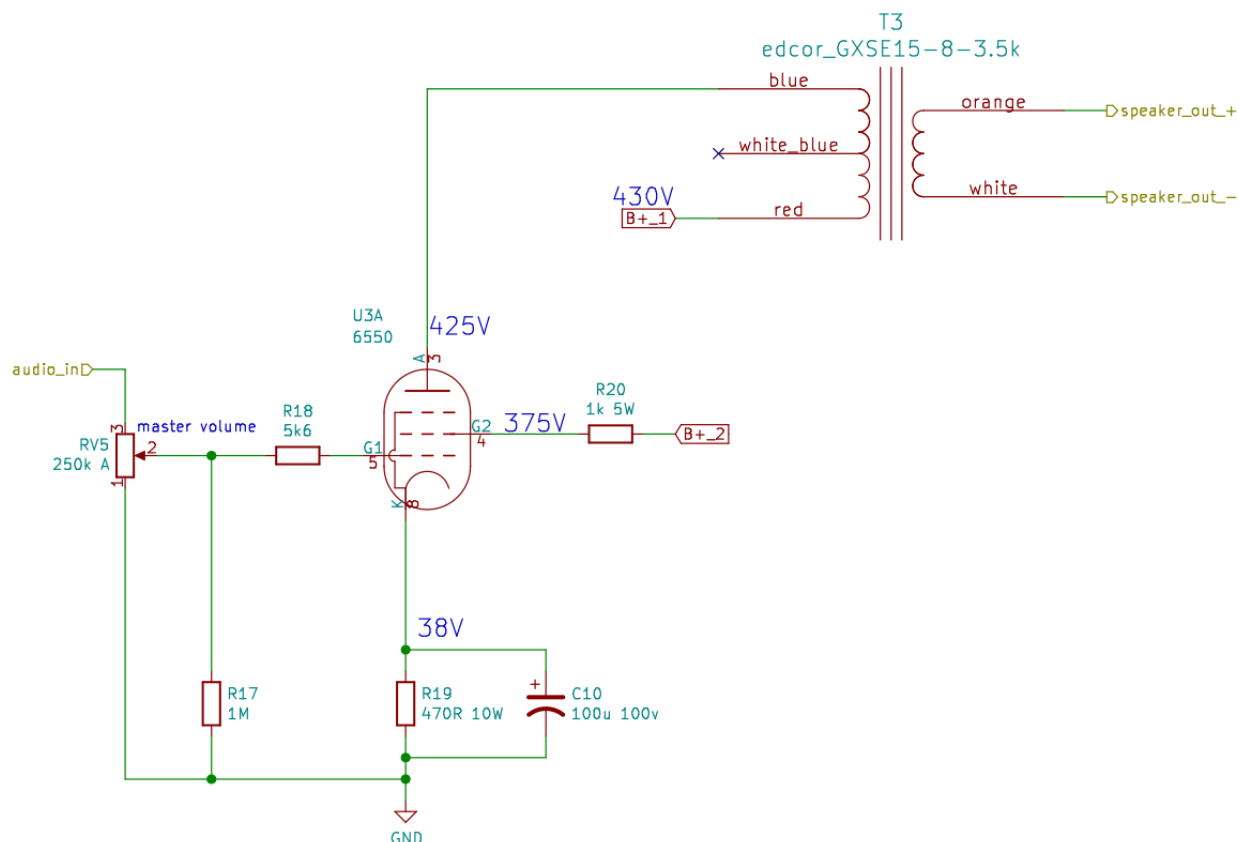 T3
edcor_GXSE15-8-3.5k
blue
orange
speaker_out_+
white_blue
430V
B+_1
red
white
speaker_out_-
U3A
6550
425V
A
3
audio_in
R20
1k 5W
R18
5k6
375V
G2
4
B+_2
3
master volume
RV5
250k A
2
1
G1
5
K
8
38V
R17
1M
R19
470R 10W
+
C10
100u 100v
GND